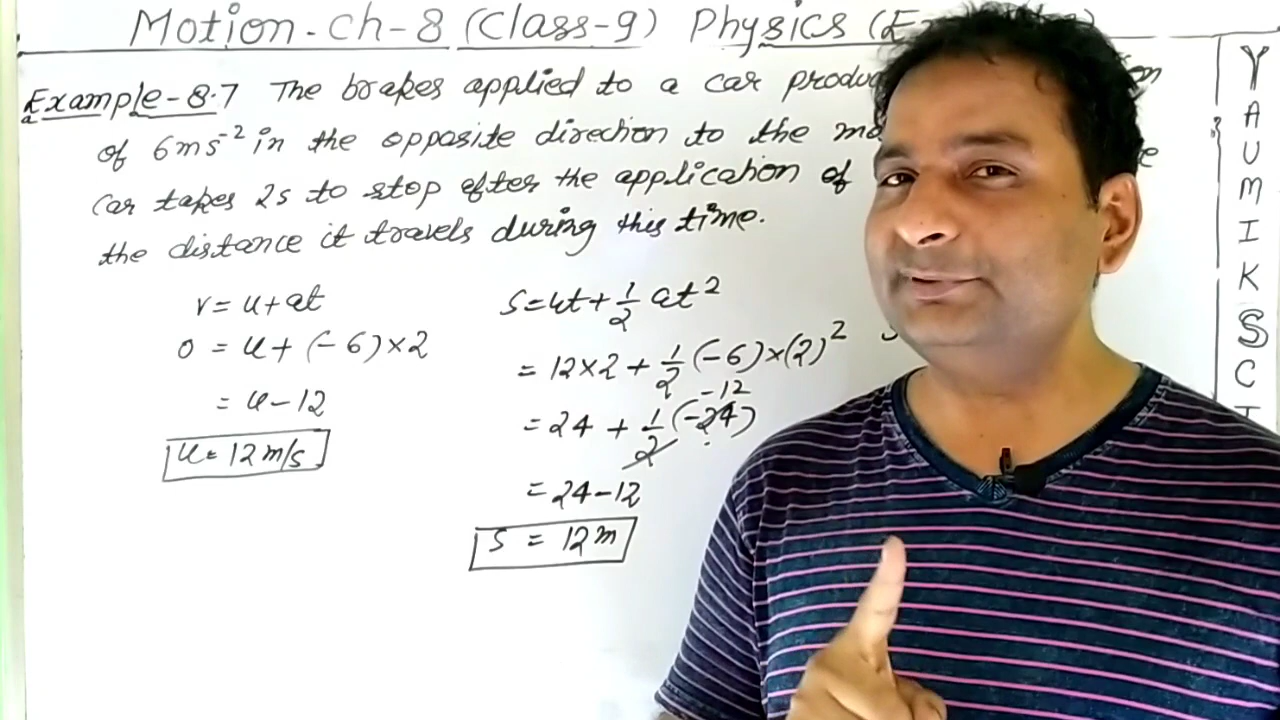 Motion - Ch-8 (Class-9) Physics
Example-8.7 The brakes applied to a car
of 6ms⁻² in the opposite direction to the
car takes 2s to stop after the application of
the distance it travels during this time.
v = u + at
0 = u + (-6) × 2
= u - 12
u = 12 m/s
S = ut + 1/2 at²
= 12 × 2 + 1/2 (-6) × (2)²
-12
= 24 + 1/2 (-24)
= 24 - 12
S = 12 m
Y
A
U
M
I
K
S
C